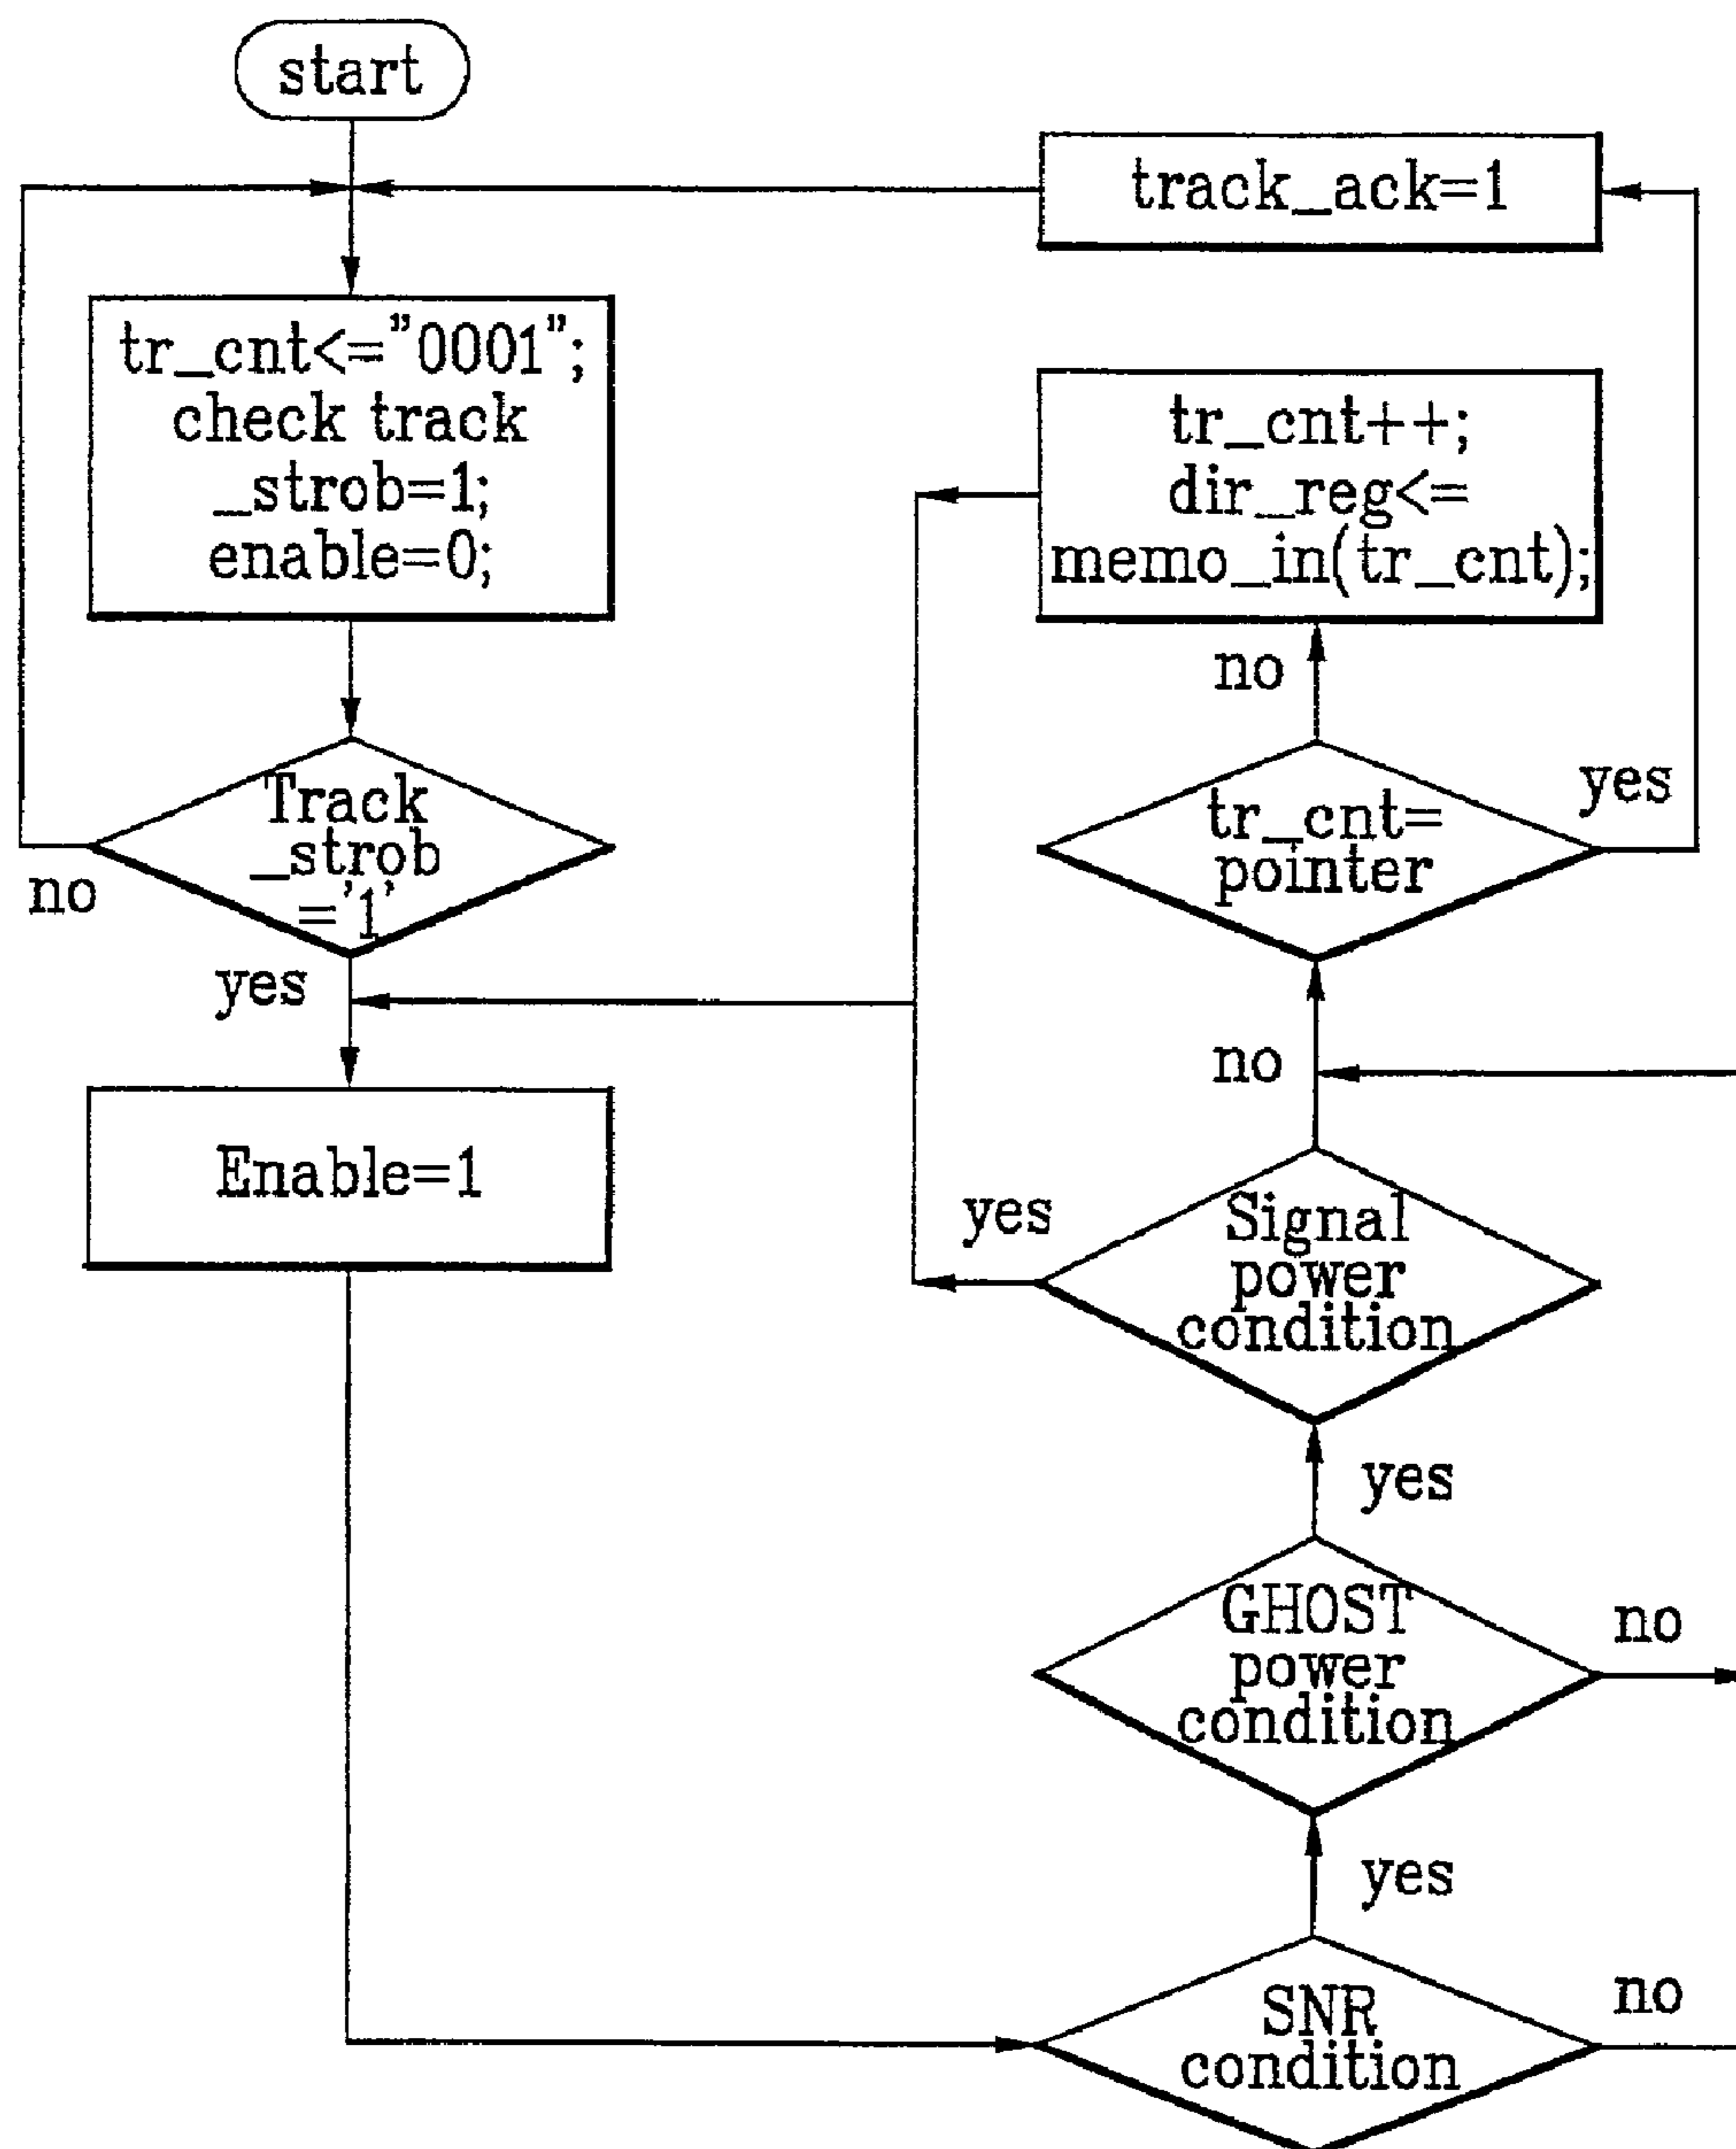 start
track_ack=1
tr_cnt<="0001";
check track
_strob=1;
enable=0;
tr_cnt++;
dir_reg<=
memo_in(tr_cnt);
no
Track
_strob
='1'
no
yes
tr_cnt=
pointer
yes
no
Enable=1
yes
Signal
power
condition
yes
GHOST
power
condition
no
yes
SNR
condition
no